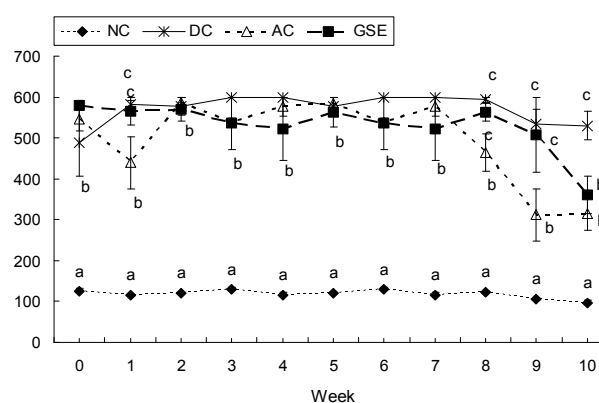 NC DC AC GSE
700
600
500
400
300
200
100
0
c c c c c c c
b b b b b b b b b b
a a a a a a a a a a a
0 1 2 3 4 5 6 7 8 9 10
Week